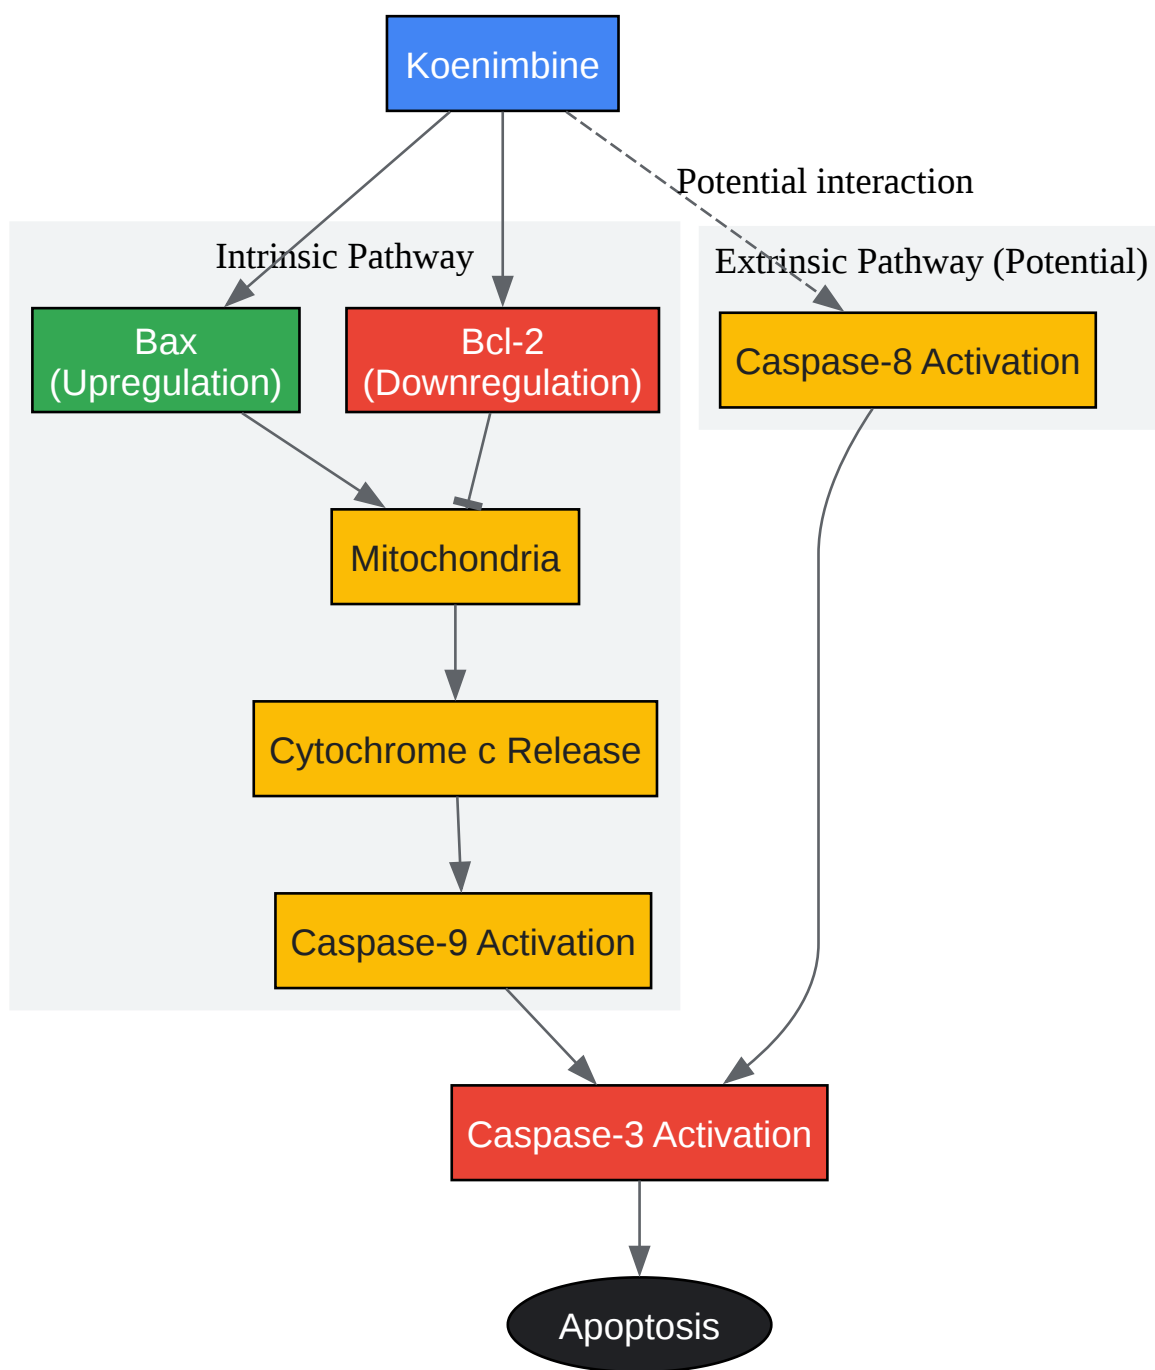 Koenimbine
Potential interaction
Intrinsic Pathway
Extrinsic Pathway (Potential)
Bax
(Upregulation)
Bcl-2
(Downregulation)
Caspase-8 Activation
Mitochondria
Cytochrome c Release
Caspase-9 Activation
Caspase-3 Activation
Apoptosis